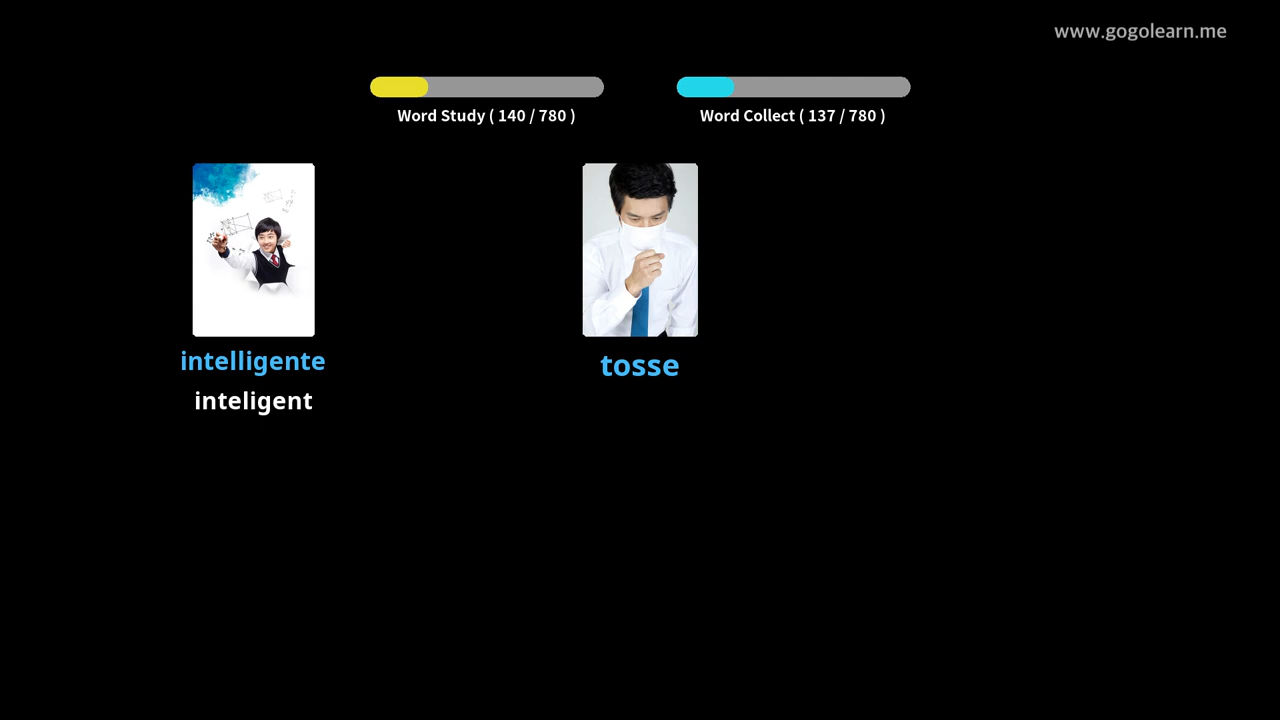 www.gogolearn.me
Word Study ( 140 / 780 )
Word Collect ( 137 / 780 )
intelligente
inteligent
tosse